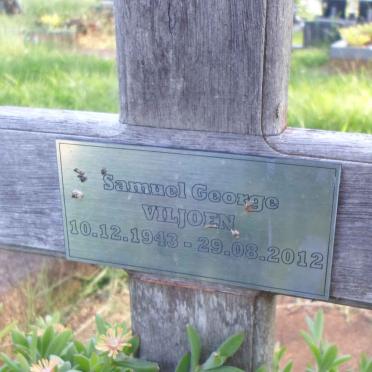 Samuel George
VILJOEN
10.12.1943 - 29.08.2012